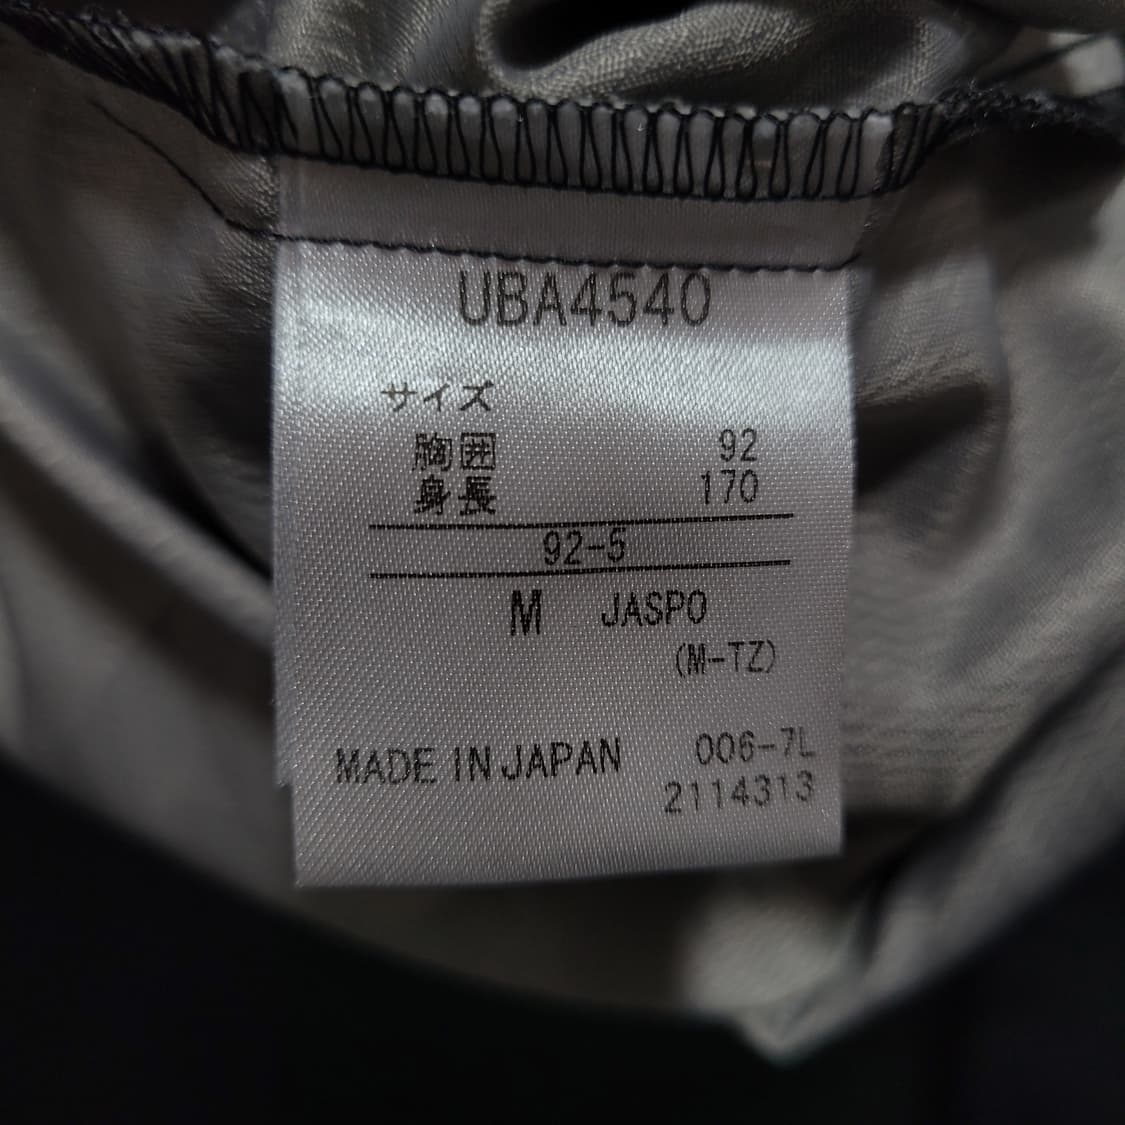 UBA4540
サイズ
胸囲 92
身長 170
92-5
M JASPO
(M-TZ)
MADE IN JAPAN 006-7L
2114313